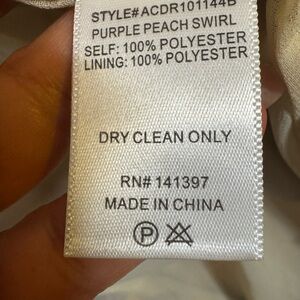 STYLE#ACDR101144B
PURPLE PEACH SWIRL
SELF: 100% POLYESTER
LINING: 100% POLYESTER
DRY CLEAN ONLY
RN# 141397
MADE IN CHINA
P